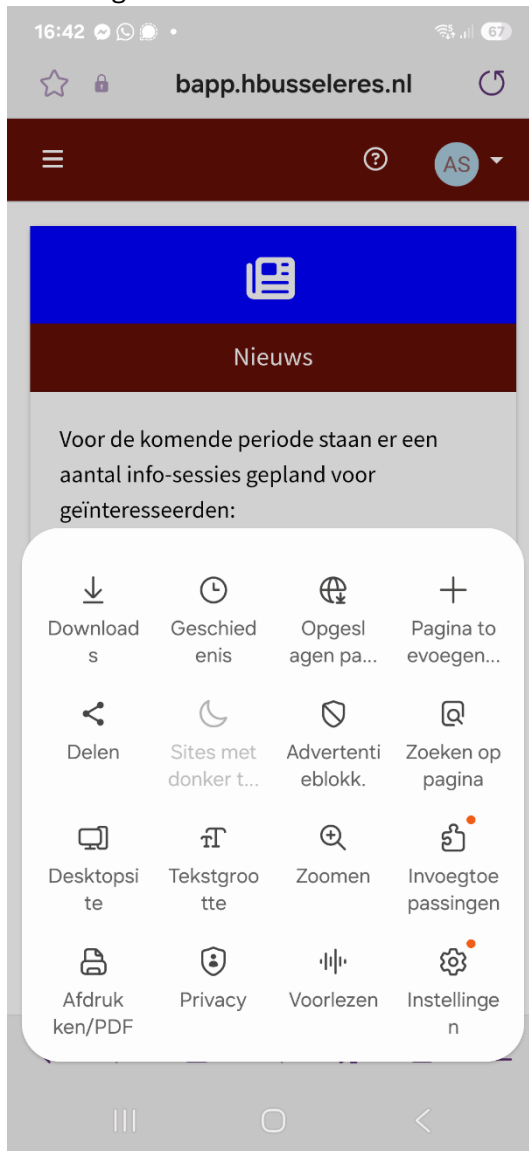 16:42
67
bapp.hbusseleres.nl
AS
Nieuws
Voor de komende periode staan er een
aantal info-sessies gepland voor
geïnteresseerden:
Download
s
Geschied
enis
Opgesl
agen pa...
Pagina to
evoegen...
Delen
Sites met
donker t...
Advertenti
eblokk.
Zoeken op
pagina
Desktopsi
te
Tekstgroo
tte
Zoomen
Invoegtoe
passingen
Afdruk
ken/PDF
Privacy
Voorlezen
Instellinge
n